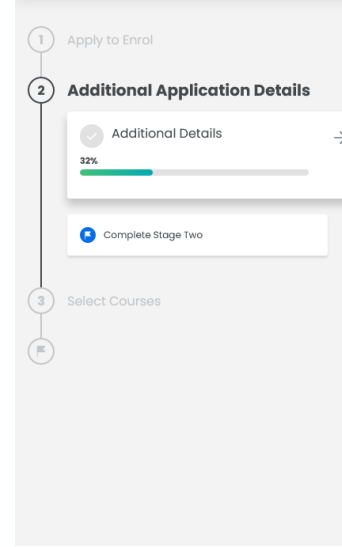 1 Apply to Enrol
2 Additional Application Details
Additional Details
32%
Complete Stage Two
3 Select Courses